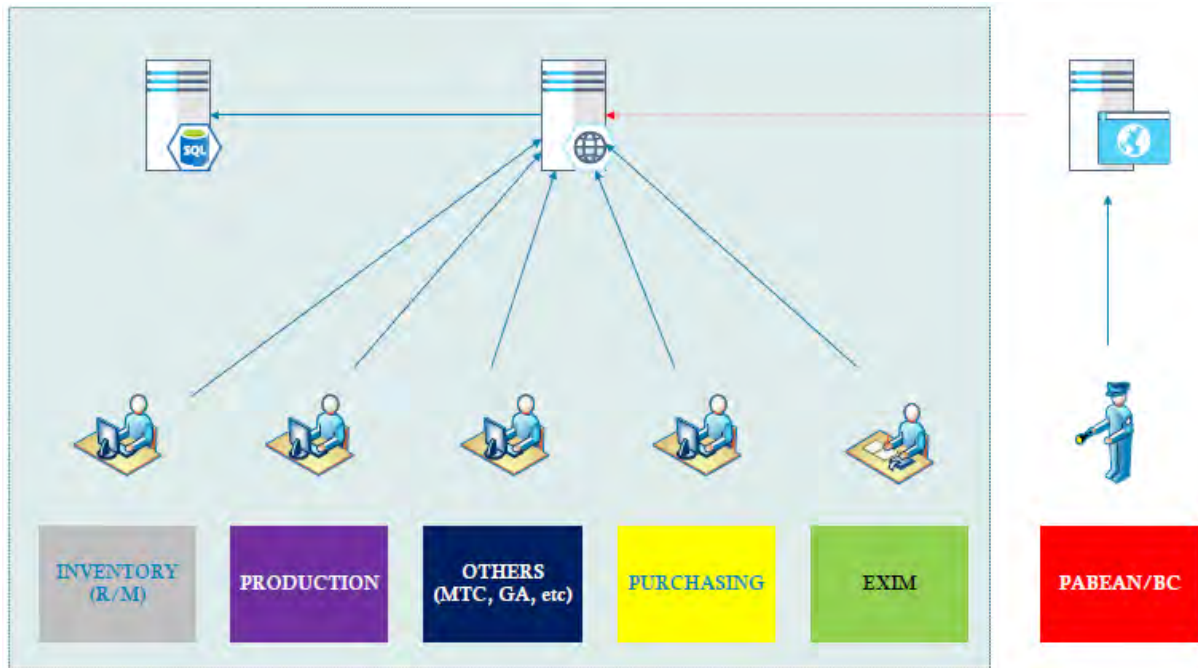 SQL
INVENTORY
(R/M)
PRODUCTION
OTHERS
(MTC, GA, etc)
PURCHASING
EXIM
PABEAN/BC